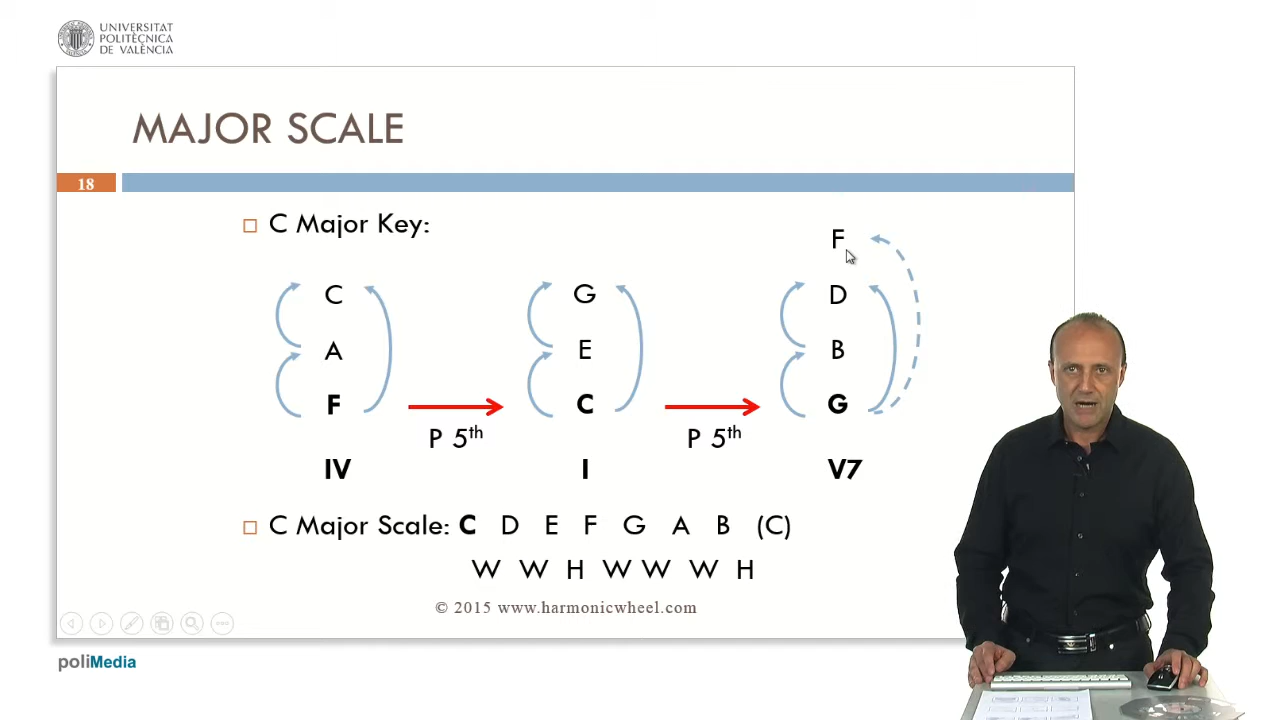 UNIVERSITAT
POLITÈCNICA
DE VALÈNCIA
MAJOR SCALE
18
C Major Key:
F
C G D
A E B
F C G
P 5th P 5th
IV I V7
C Major Scale: C D E F G A B (C)
W W H W W W H
© 2015 www.harmonicwheel.com
poliMedia